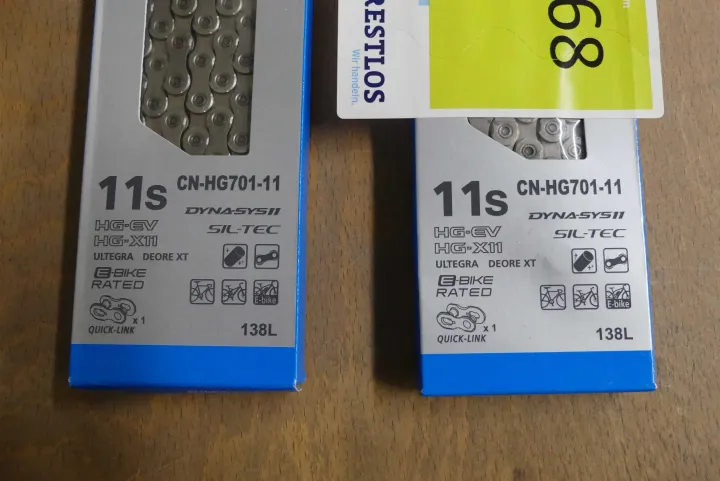 11s CN-HG701-11
DYNA-SYS11
HG-EV
HG-X11
SIL-TEC
ULTEGRA DEORE XT
E-BIKE
RATED
E-bike
x 1
QUICK-LINK
138L
RESTLOS
Wir handeln.
68
11s CN-HG701-11
DYNA-SYS11
HG-EV
HG-X11
SIL-TEC
ULTEGRA DEORE XT
E-BIKE
RATED
E-bike
x 1
QUICK-LINK
138L